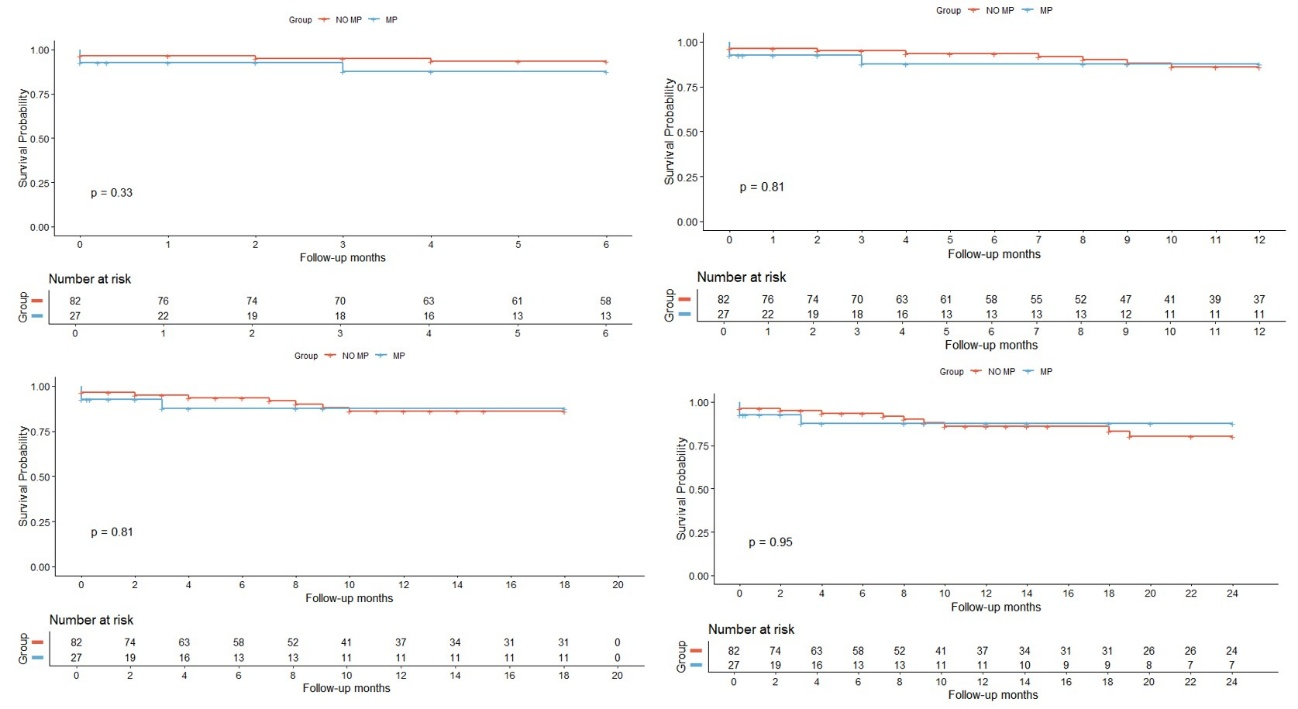 Group NO MP MP
Survival Probability
1.00
0.75
0.50
0.25
0.00
p = 0.33
0 1 2 3 4 5 6
Follow-up months
Number at risk
Group
82 76 74 70 63 61 58
27 22 19 18 16 13 13
0 1 2 3 4 5 6
Group NO MP MP
Survival Probability
1.00
0.75
0.50
0.25
0.00
p = 0.81
0 1 2 3 4 5 6 7 8 9 10 11 12
Follow-up months
Number at risk
Group
82 76 74 70 63 61 58 55 52 47 41 39 37
27 22 19 18 16 13 13 13 13 12 11 11 11
0 1 2 3 4 5 6 7 8 9 10 11 12
Follow-up months
Group NO MP MP
Survival Probability
1.00
0.75
0.50
0.25
0.00
p = 0.81
0 2 4 6 8 10 12 14 16 18 20
Follow-up months
Number at risk
Group
82 74 63 58 52 41 37 34 31 31 0
27 19 16 13 13 11 11 11 11 11 0
0 2 4 6 8 10 12 14 16 18 20
Follow-up months
Group NO MP MP
Survival Probability
1.00
0.75
0.50
0.25
0.00
p = 0.95
0 2 4 6 8 10 12 14 16 18 20 22 24
Follow-up months
Number at risk
Group
82 74 63 58 52 41 37 34 31 31 26 26 24
27 19 16 13 13 11 11 10 9 9 8 7 7
0 2 4 6 8 10 12 14 16 18 20 22 24
Follow-up months